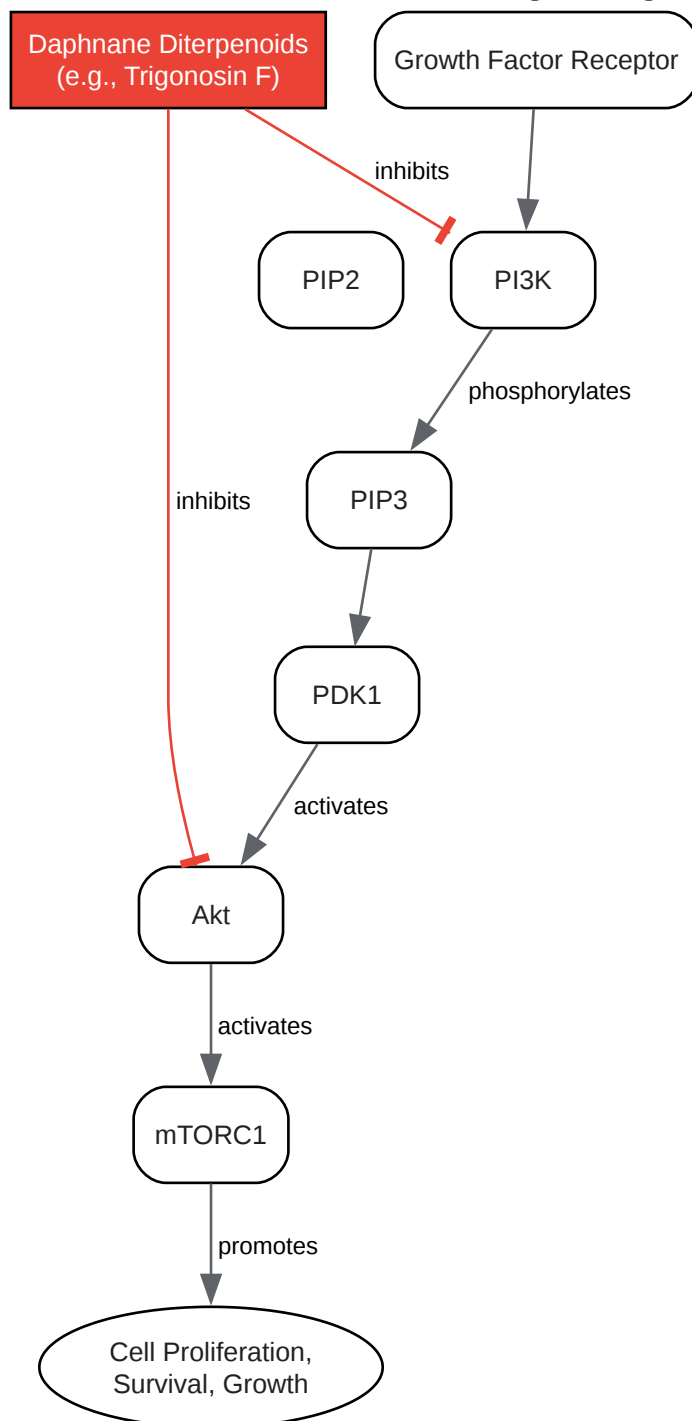 Daphnane Diterpenoids
(e.g., Trigonosin F)
Growth Factor Receptor
inhibits
PIP2
PI3K
phosphorylates
PIP3
inhibits
PDK1
activates
Akt
activates
mTORC1
promotes
Cell Proliferation,
Survival, Growth